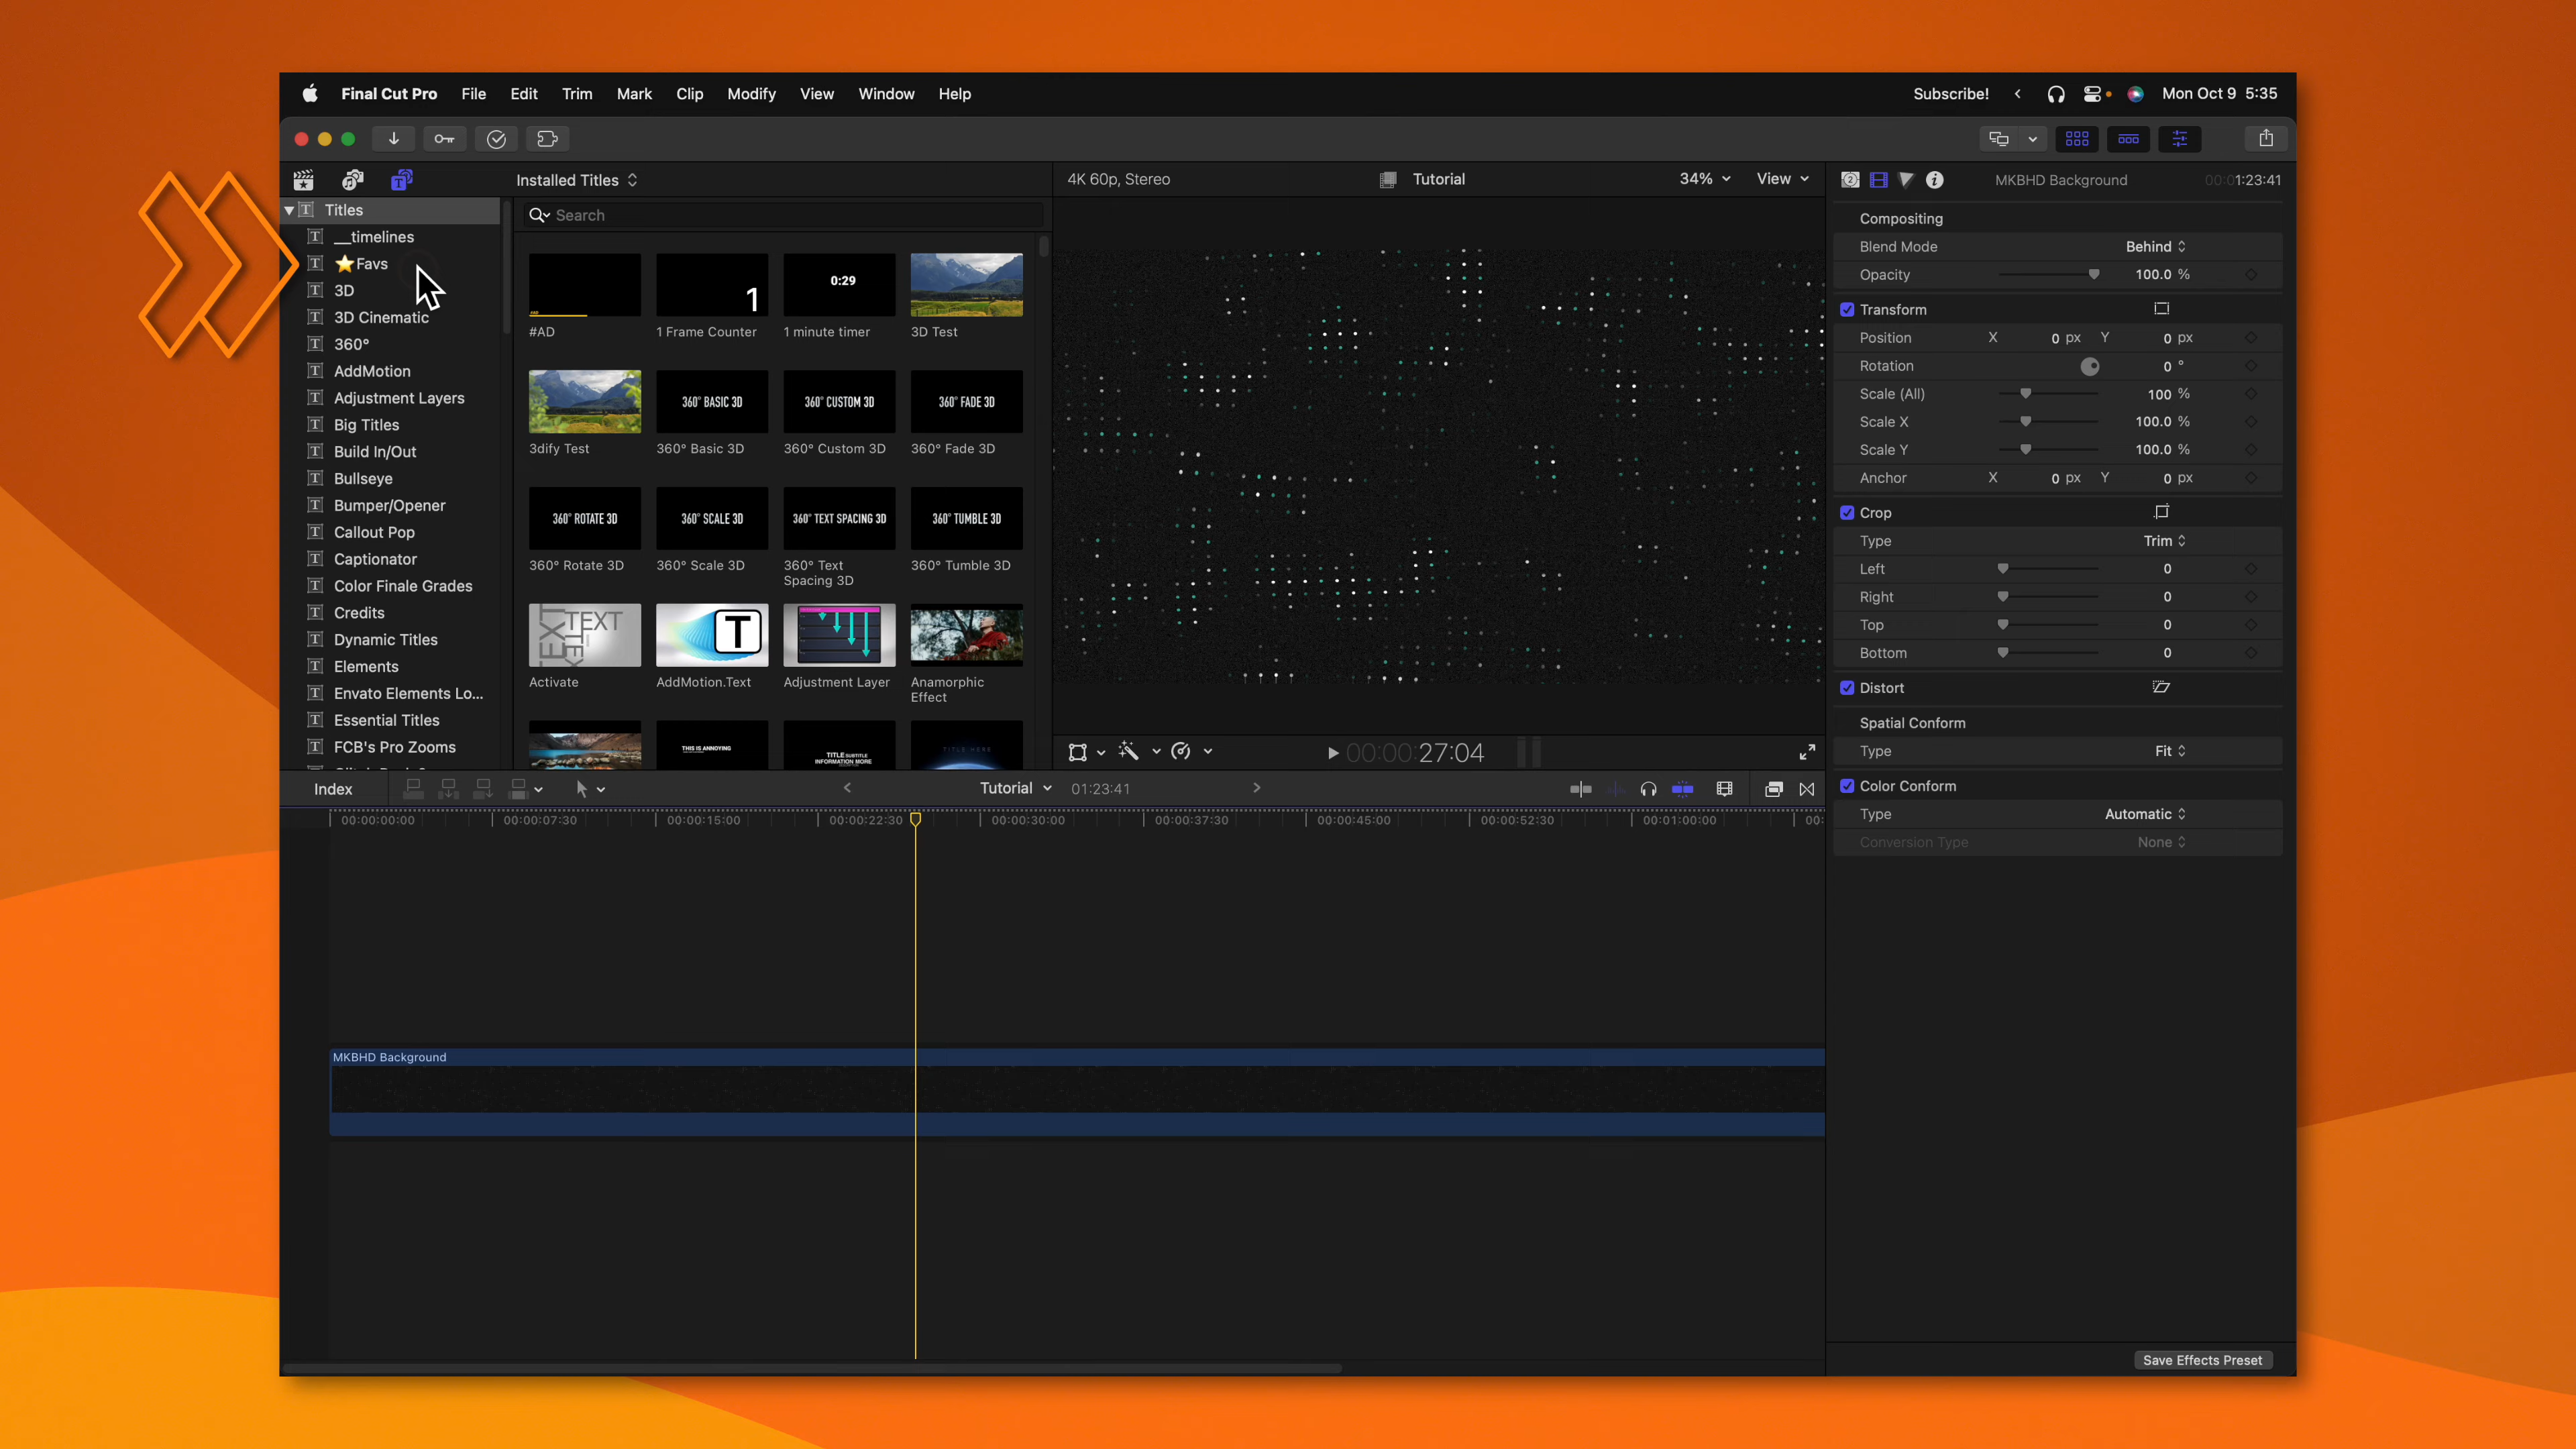 Final Cut Pro File Edit Trim Mark Clip Modify View Window Help
Subscribe! Mon Oct 9 5:35
Installed Titles
4K 60p, Stereo
Tutorial
34%
View
MKBHD Background
00:01:23:41
Titles
__timelines
⭐Favs
3D
3D Cinematic
360°
AddMotion
Adjustment Layers
Big Titles
Build In/Out
Bullseye
Bumper/Opener
Callout Pop
Captionator
Color Finale Grades
Credits
Dynamic Titles
Elements
Envato Elements Lo...
Essential Titles
FCB's Pro Zooms
Search
1
0:29
#AD
1 Frame Counter
1 minute timer
3D Test
360° BASIC 3D
360° CUSTOM 3D
360° FADE 3D
3dify Test
360° Basic 3D
360° Custom 3D
360° Fade 3D
360° ROTATE 3D
360° SCALE 3D
360° TEXT SPACING 3D
360° TUMBLE 3D
360° Rotate 3D
360° Scale 3D
360° Text
Spacing 3D
360° Tumble 3D
TEXT
T
Activate
AddMotion.Text
Adjustment Layer
Anamorphic
Effect
THIS IS ANNOYING
TITLE SUBTITLE
INFORMATION MORE
TITLE HERE
00:00:00:27:04
Compositing
Blend Mode Behind
Opacity 100.0 %
Transform
Position X 0 px Y 0 px
Rotation 0 °
Scale (All) 100 %
Scale X 100.0 %
Scale Y 100.0 %
Anchor X 0 px Y 0 px
Crop
Type Trim
Left 0
Right 0
Top 0
Bottom 0
Distort
Spatial Conform
Type Fit
Color Conform
Type Automatic
Conversion Type None
Index
Tutorial
01:23:41
00:00:00:00 00:00:07:30 00:00:15:00 00:00:22:30 00:00:30:00 00:00:37:30 00:00:45:00 00:00:52:30 00:01:00:00 00:
MKBHD Background
Save Effects Preset